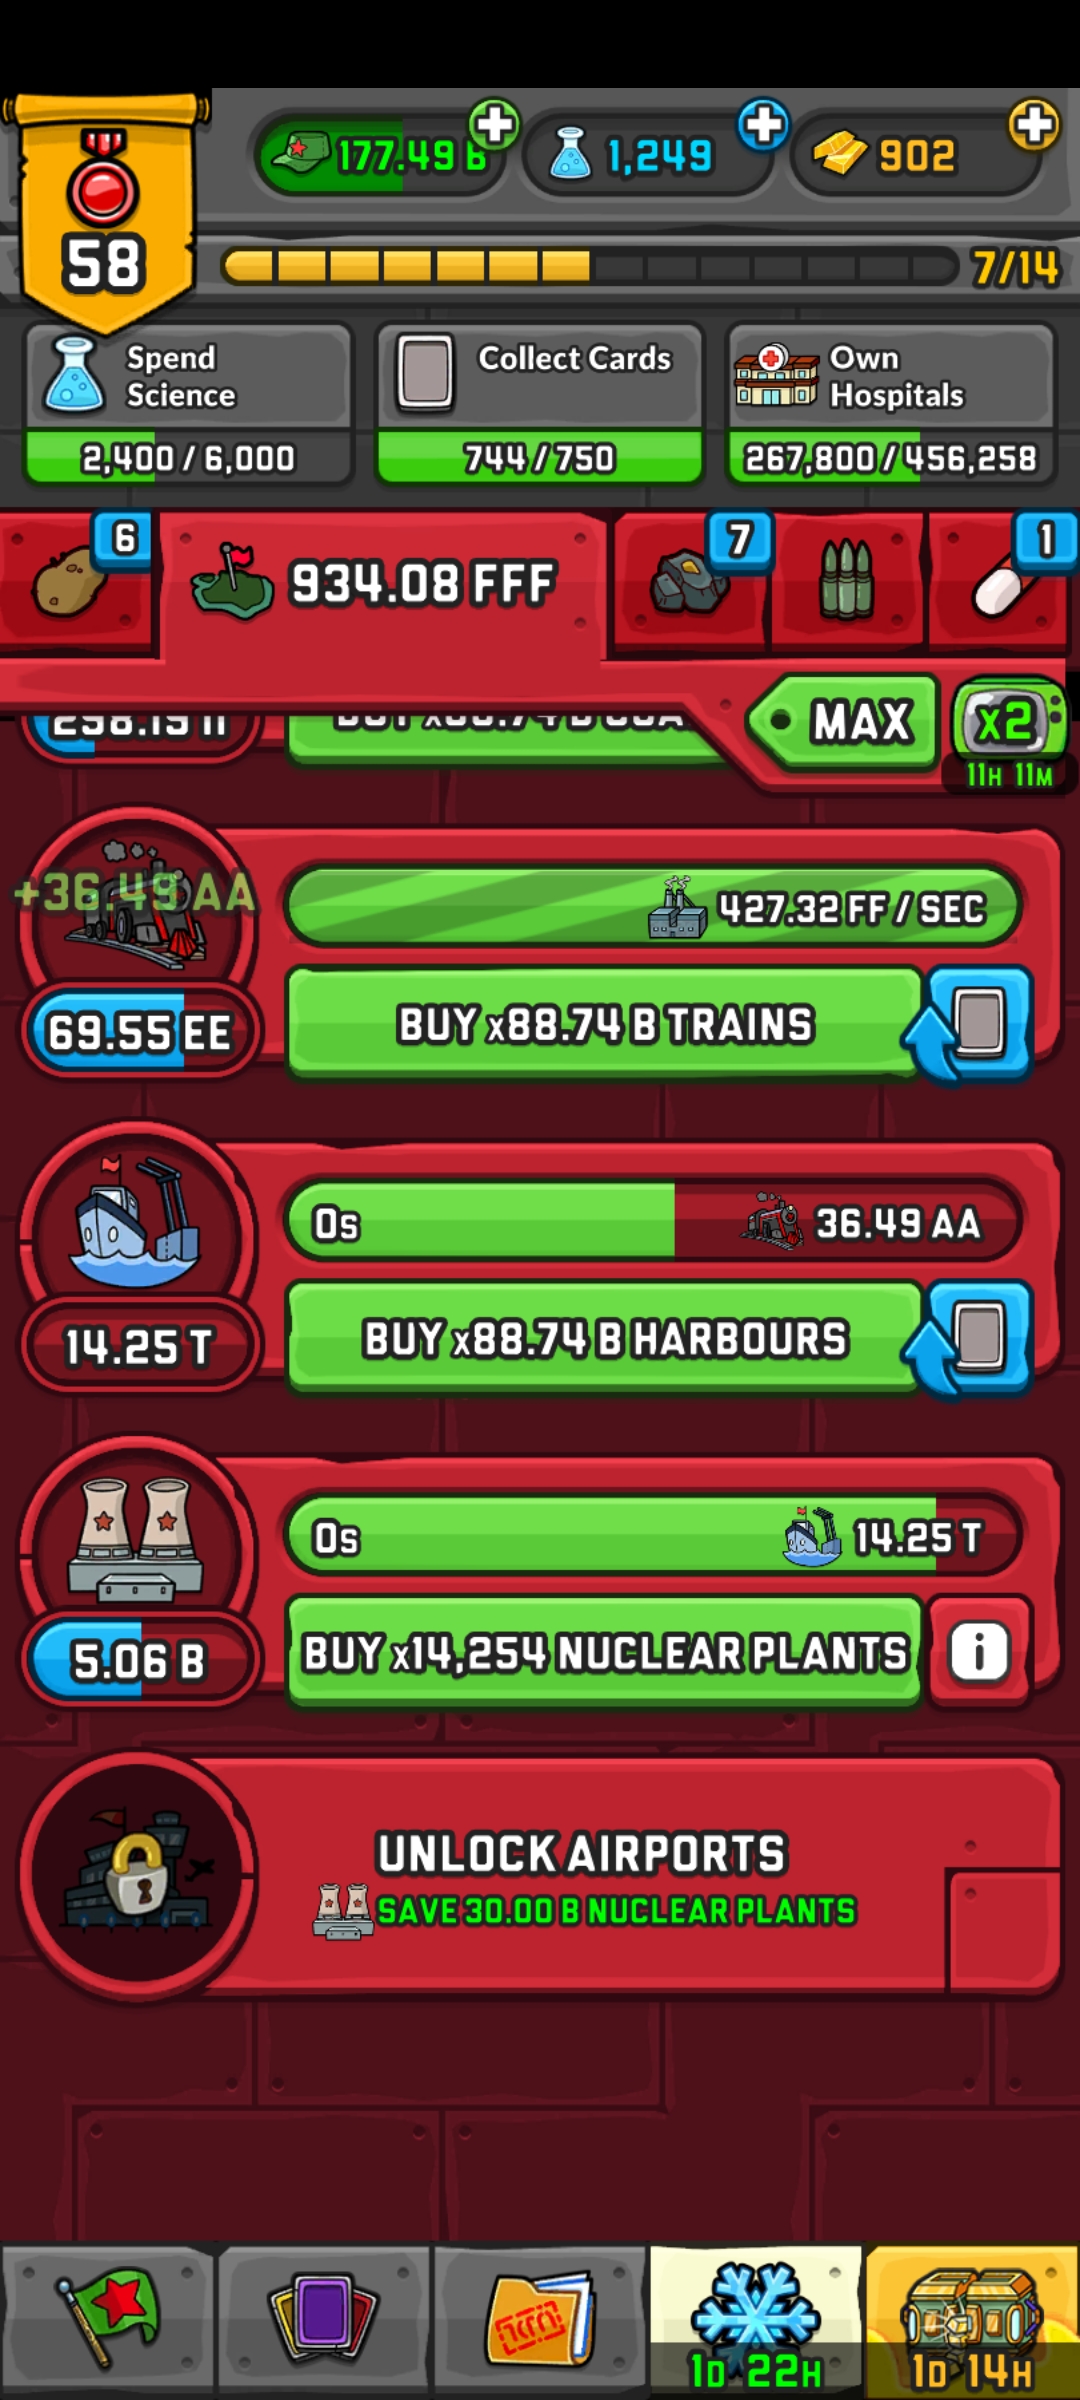 58
177.49 B
1,249
902
7/14
Spend
Science
2,400 / 6,000
Collect Cards
744 / 750
Own
Hospitals
267,800 / 456,258
6
934.08 FFF
7
1
MAX
x2
11H 11M
+36.49 AA
427.32 FF / SEC
69.55 EE
BUY x88.74 B TRAINS
0s
36.49 AA
14.25 T
BUY x88.74 B HARBOURS
0s
14.25 T
5.06 B
BUY x14,254 NUCLEAR PLANTS
i
UNLOCK AIRPORTS
SAVE 30.00 B NUCLEAR PLANTS
1D 22H
1D 14H